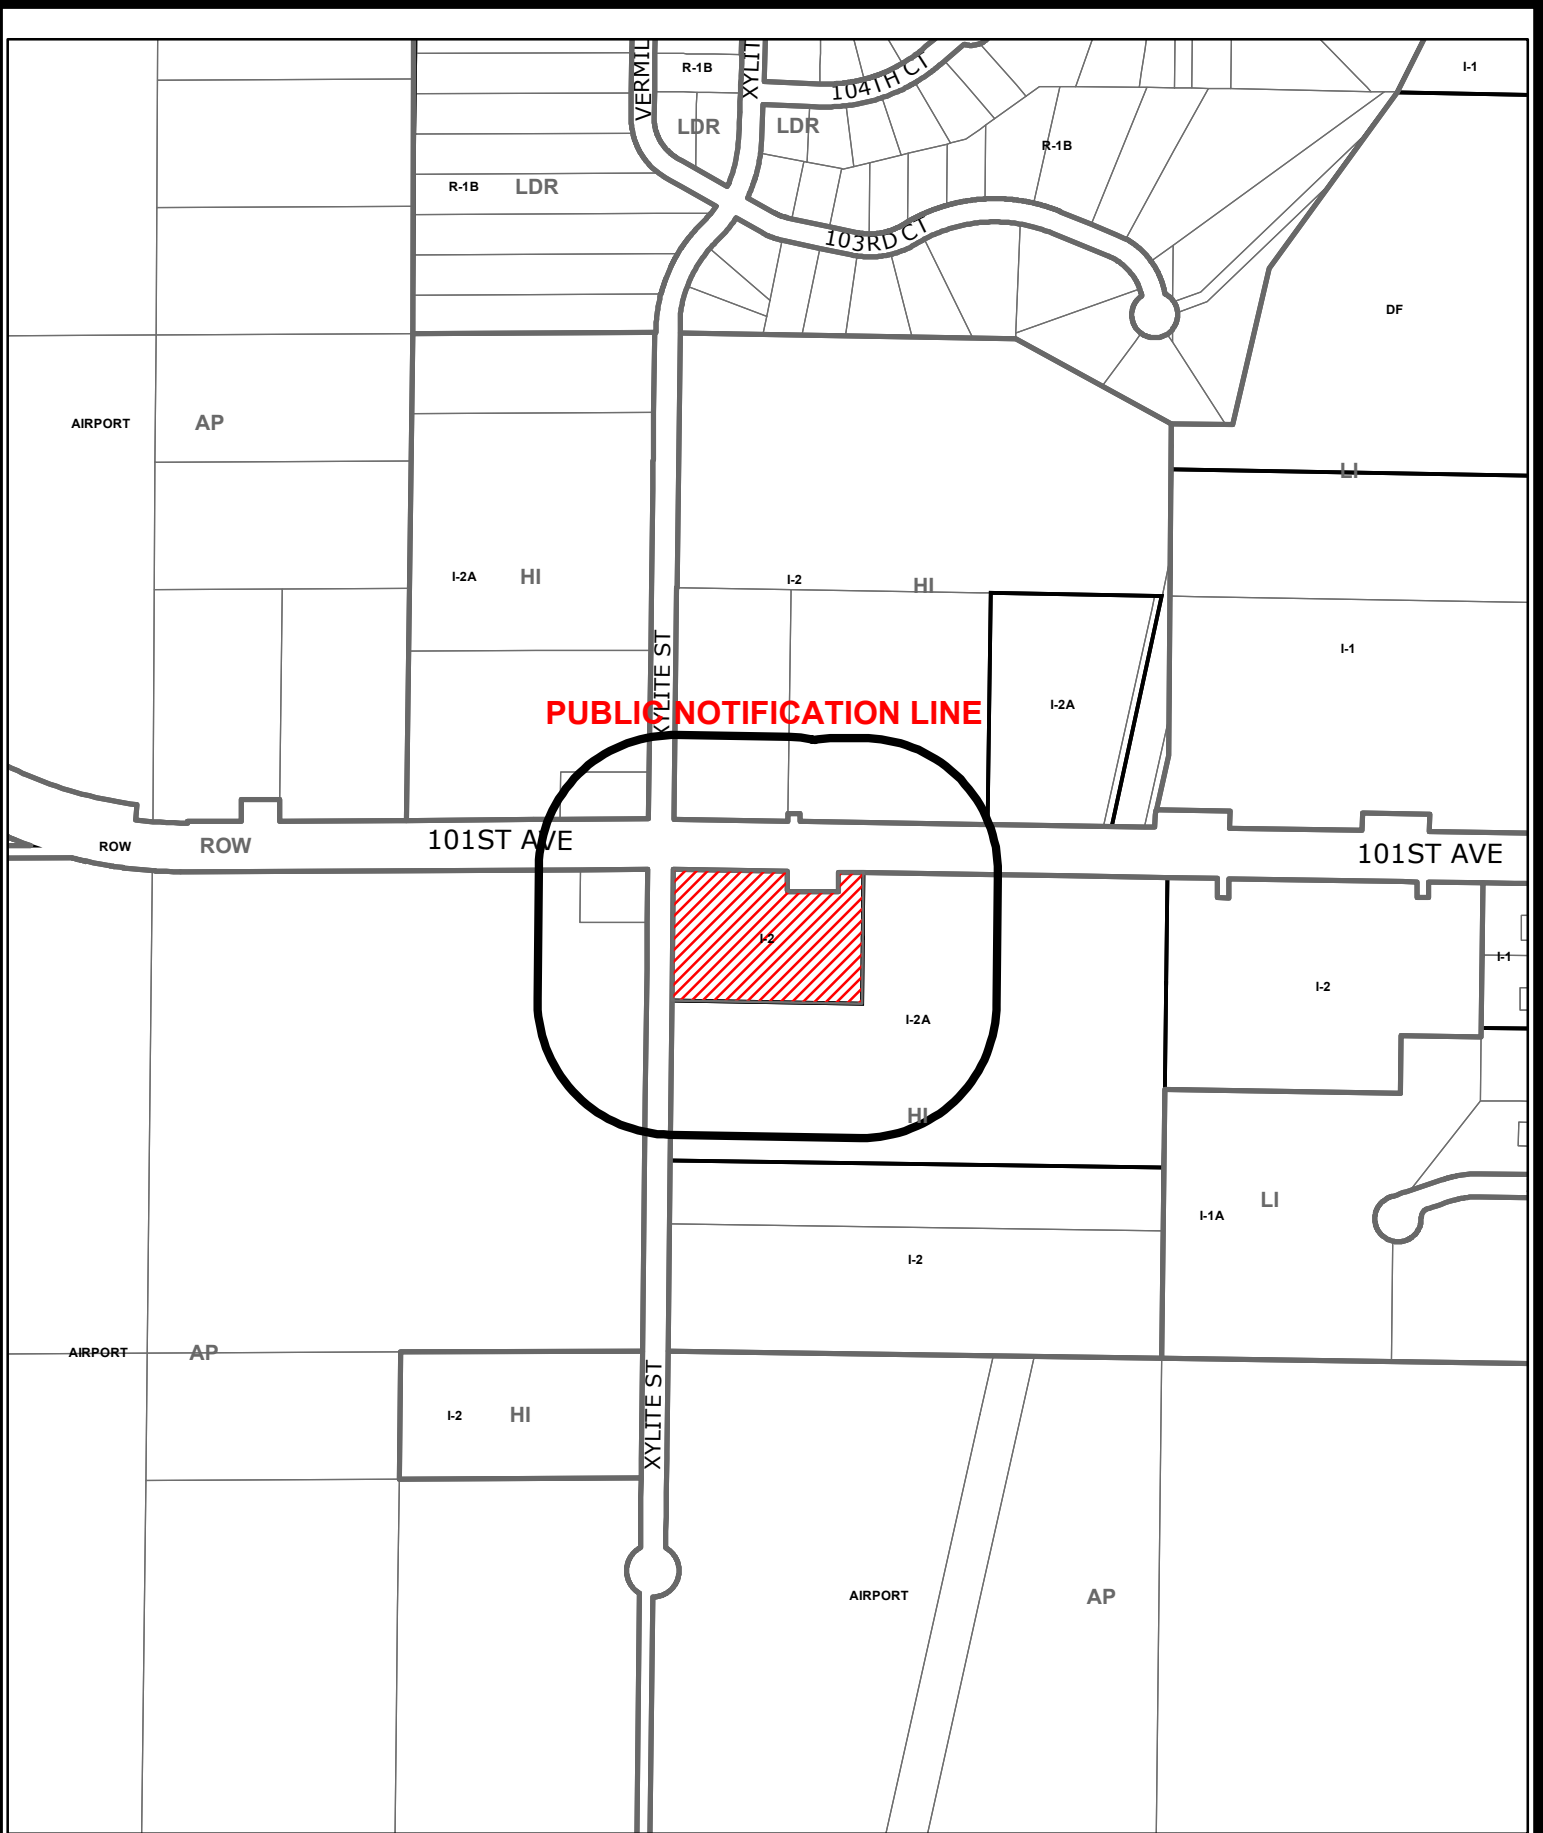 VERMIL
R-1B
XYLIT
104TH CT
I-1
LDR
LDR
R-1B
R-1B
LDR
103RD CT
DF
AIRPORT
AP
LI
I-2A
HI
I-2
HI
I-1
XYLITE ST
I-2A
PUBLIC NOTIFICATION LINE
ROW
ROW
101ST AVE
101ST AVE
I-2
I-1
I-2
I-2A
HI
LI
I-1A
I-2
AIRPORT
AP
I-2
HI
XYLITE ST
AIRPORT
AP